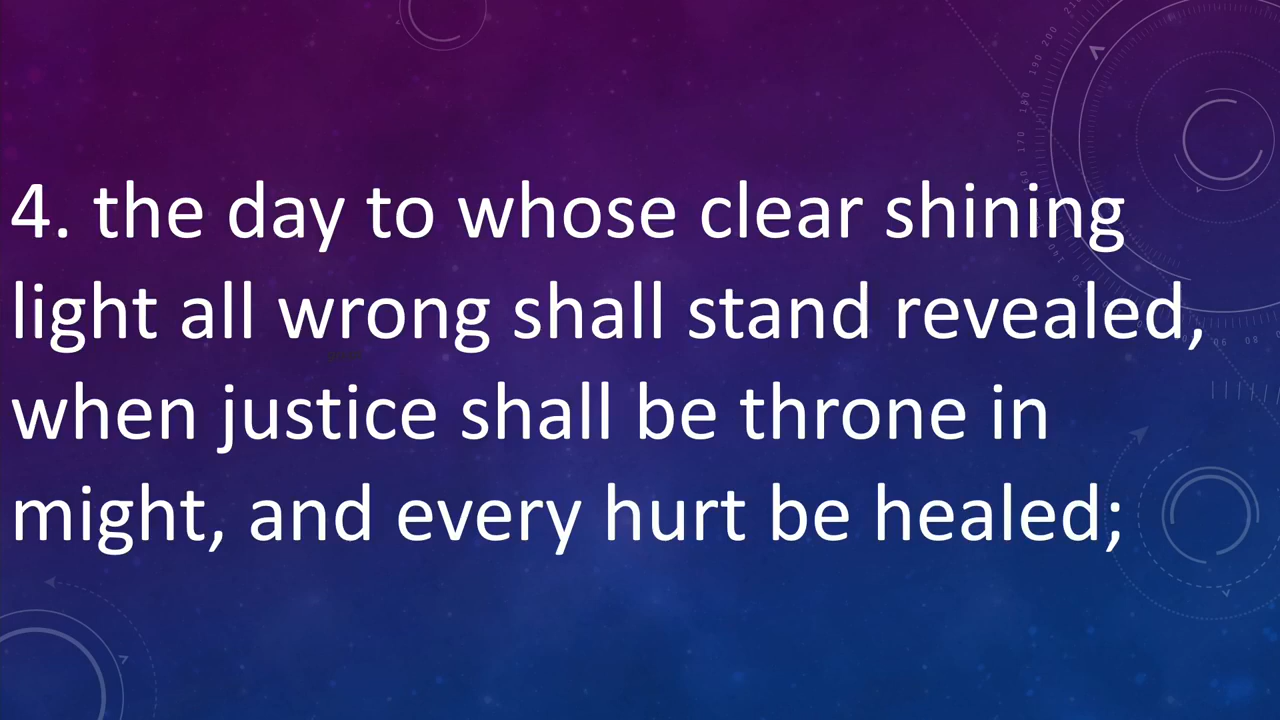 4. the day to whose clear shining
light all wrong shall stand revealed,
when justice shall be throne in
might, and every hurt be healed;